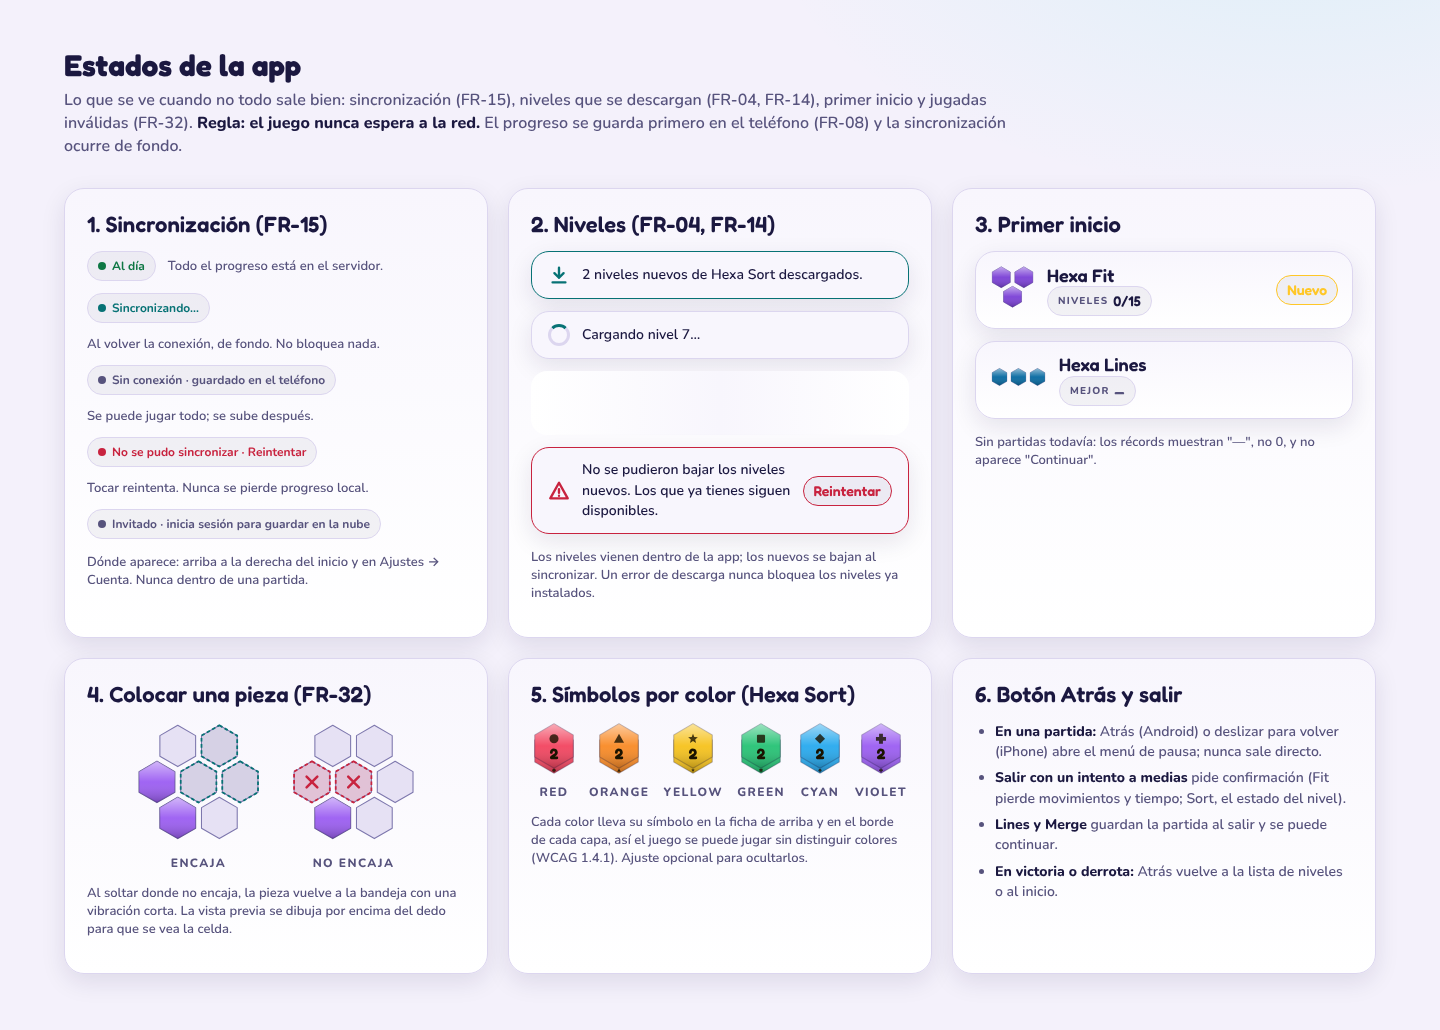 Estados de la app
Lo que se ve cuando no todo sale bien: sincronización (FR-15), niveles que se descargan (FR-04, FR-14), primer inicio y jugadas
inválidas (FR-32). Regla: el juego nunca espera a la red. El progreso se guarda primero en el teléfono (FR-08) y la sincronización
ocurre de fondo.
1. Sincronización (FR-15)
Al día
Todo el progreso está en el servidor.
Sincronizando…
Al volver la conexión, de fondo. No bloquea nada.
Sin conexión · guardado en el teléfono
Se puede jugar todo; se sube después.
No se pudo sincronizar · Reintentar
Tocar reintenta. Nunca se pierde progreso local.
Invitado · inicia sesión para guardar en la nube
Dónde aparece: arriba a la derecha del inicio y en Ajustes →
Cuenta. Nunca dentro de una partida.
2. Niveles (FR-04, FR-14)
2 niveles nuevos de Hexa Sort descargados.
Cargando nivel 7…
No se pudieron bajar los niveles
nuevos. Los que ya tienes siguen
disponibles.
Reintentar
Los niveles vienen dentro de la app; los nuevos se bajan al
sincronizar. Un error de descarga nunca bloquea los niveles ya
instalados.
3. Primer inicio
Hexa Fit
NIVELES 0/15
Nuevo
Hexa Lines
MEJOR —
Sin partidas todavía: los récords muestran "—", no 0, y no
aparece "Continuar".
4. Colocar una pieza (FR-32)
ENCAJA
NO ENCAJA
Al soltar donde no encaja, la pieza vuelve a la bandeja con una
vibración corta. La vista previa se dibuja por encima del dedo
para que se vea la celda.
5. Símbolos por color (Hexa Sort)
2 2 2 2 2 2
RED ORANGE YELLOW GREEN CYAN VIOLET
Cada color lleva su símbolo en la ficha de arriba y en el borde
de cada capa, así el juego se puede jugar sin distinguir colores
(WCAG 1.4.1). Ajuste opcional para ocultarlos.
6. Botón Atrás y salir
• En una partida: Atrás (Android) o deslizar para volver
(iPhone) abre el menú de pausa; nunca sale directo.
• Salir con un intento a medias pide confirmación (Fit
pierde movimientos y tiempo; Sort, el estado del nivel).
• Lines y Merge guardan la partida al salir y se puede
continuar.
• En victoria o derrota: Atrás vuelve a la lista de niveles
o al inicio.